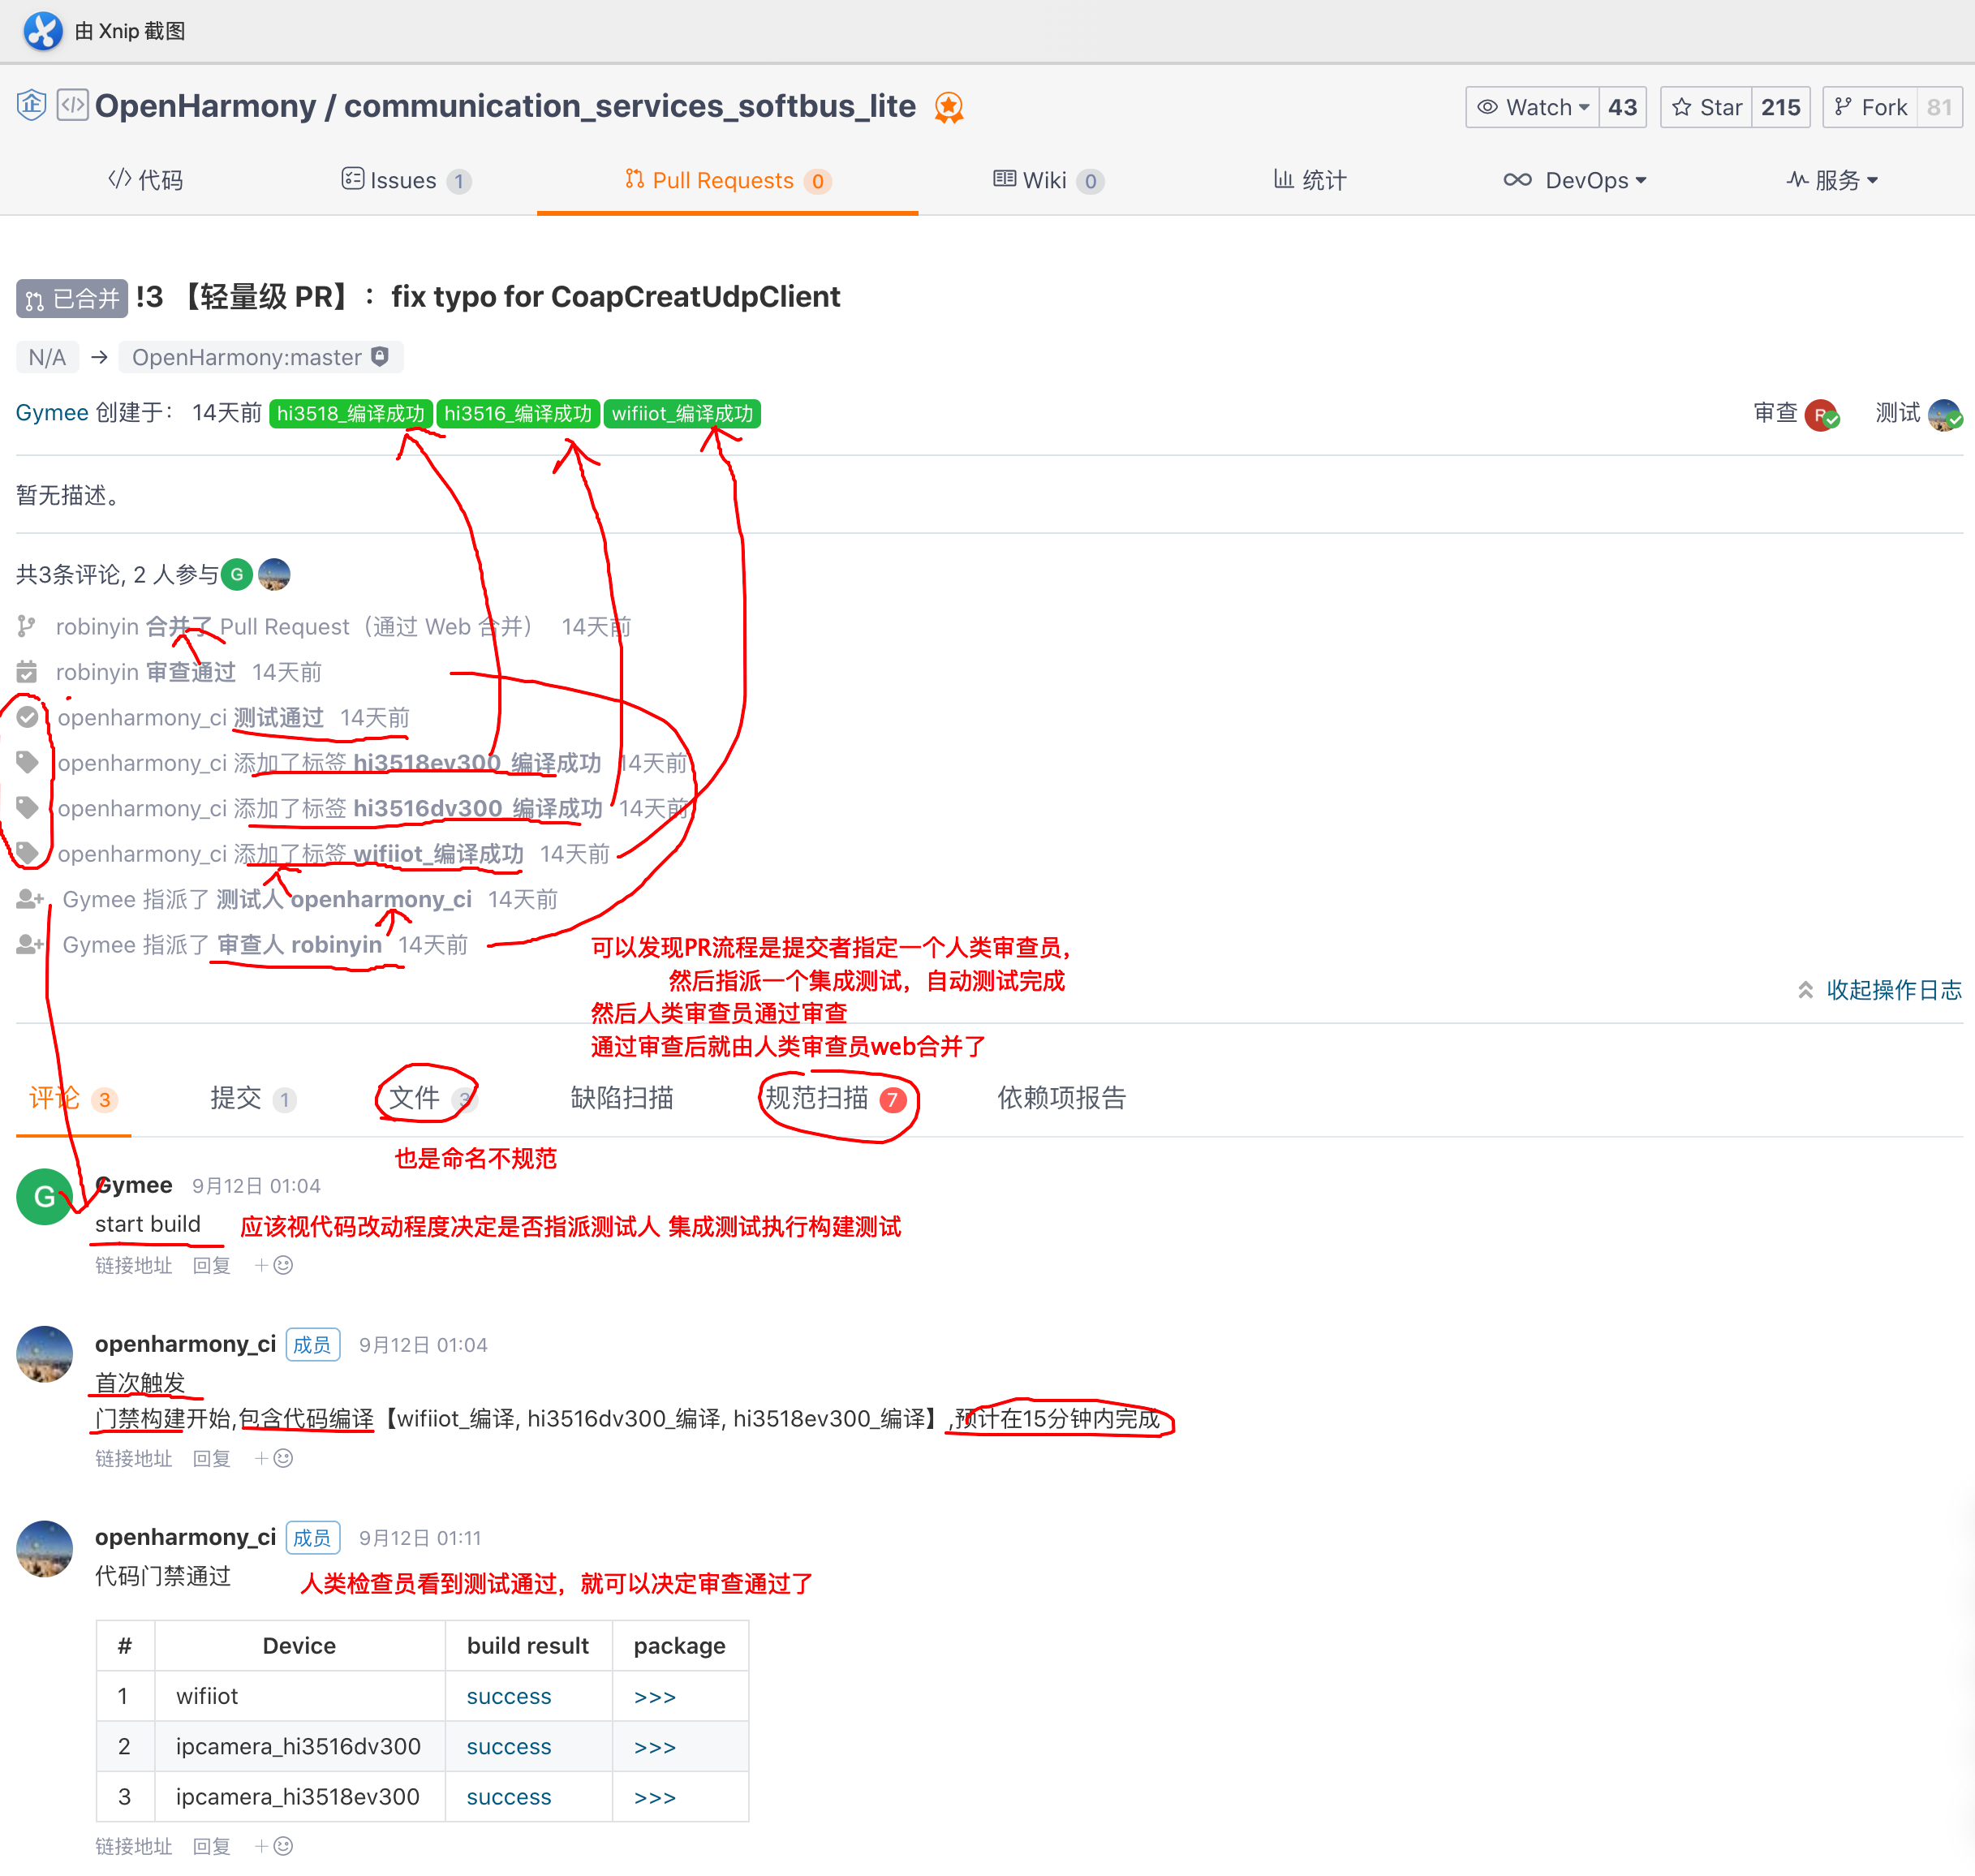 由 Xnip 截图
企 </> OpenHarmony / communication_services_softbus_lite
Watch 43 Star 215 Fork 81
</> 代码 Issues 1 Pull Requests 0 Wiki 0 统计 DevOps 服务
已合并 !3 【轻量级 PR】：fix typo for CoapCreatUdpClient
N/A → OpenHarmony:master
Gymee 创建于： 14天前 hi3518_编译成功 hi3516_编译成功 wifiiot_编译成功
审查 R 测试
暂无描述。
共3条评论, 2 人参与 G
robinyin 合并了 Pull Request（通过 Web 合并） 14天前
robinyin 审查通过 14天前
openharmony_ci 测试通过 14天前
openharmony_ci 添加了标签 hi3518ev300_编译成功 14天前
openharmony_ci 添加了标签 hi3516dv300_编译成功 14天前
openharmony_ci 添加了标签 wifiiot_编译成功 14天前
Gymee 指派了 测试人 openharmony_ci 14天前
Gymee 指派了 审查人 robinyin 14天前
可以发现PR流程是提交者指定一个人类审查员，
然后指派一个集成测试，自动测试完成
然后人类审查员通过审查
通过审查后就由人类审查员web合并了
收起操作日志
评论 3 提交 1 文件 3 缺陷扫描 规范扫描 7 依赖项报告
也是命名不规范
G Gymee 9月12日 01:04
start build 应该视代码改动程度决定是否指派测试人 集成测试执行构建测试
链接地址 回复 +
openharmony_ci 成员 9月12日 01:04
首次触发
门禁构建开始,包含代码编译【wifiiot_编译, hi3516dv300_编译, hi3518ev300_编译】,预计在15分钟内完成
链接地址 回复 +
openharmony_ci 成员 9月12日 01:11
代码门禁通过 人类检查员看到测试通过，就可以决定审查通过了
# Device build result package
1 wifiiot success >>>
2 ipcamera_hi3516dv300 success >>>
3 ipcamera_hi3518ev300 success >>>
链接地址 回复 +